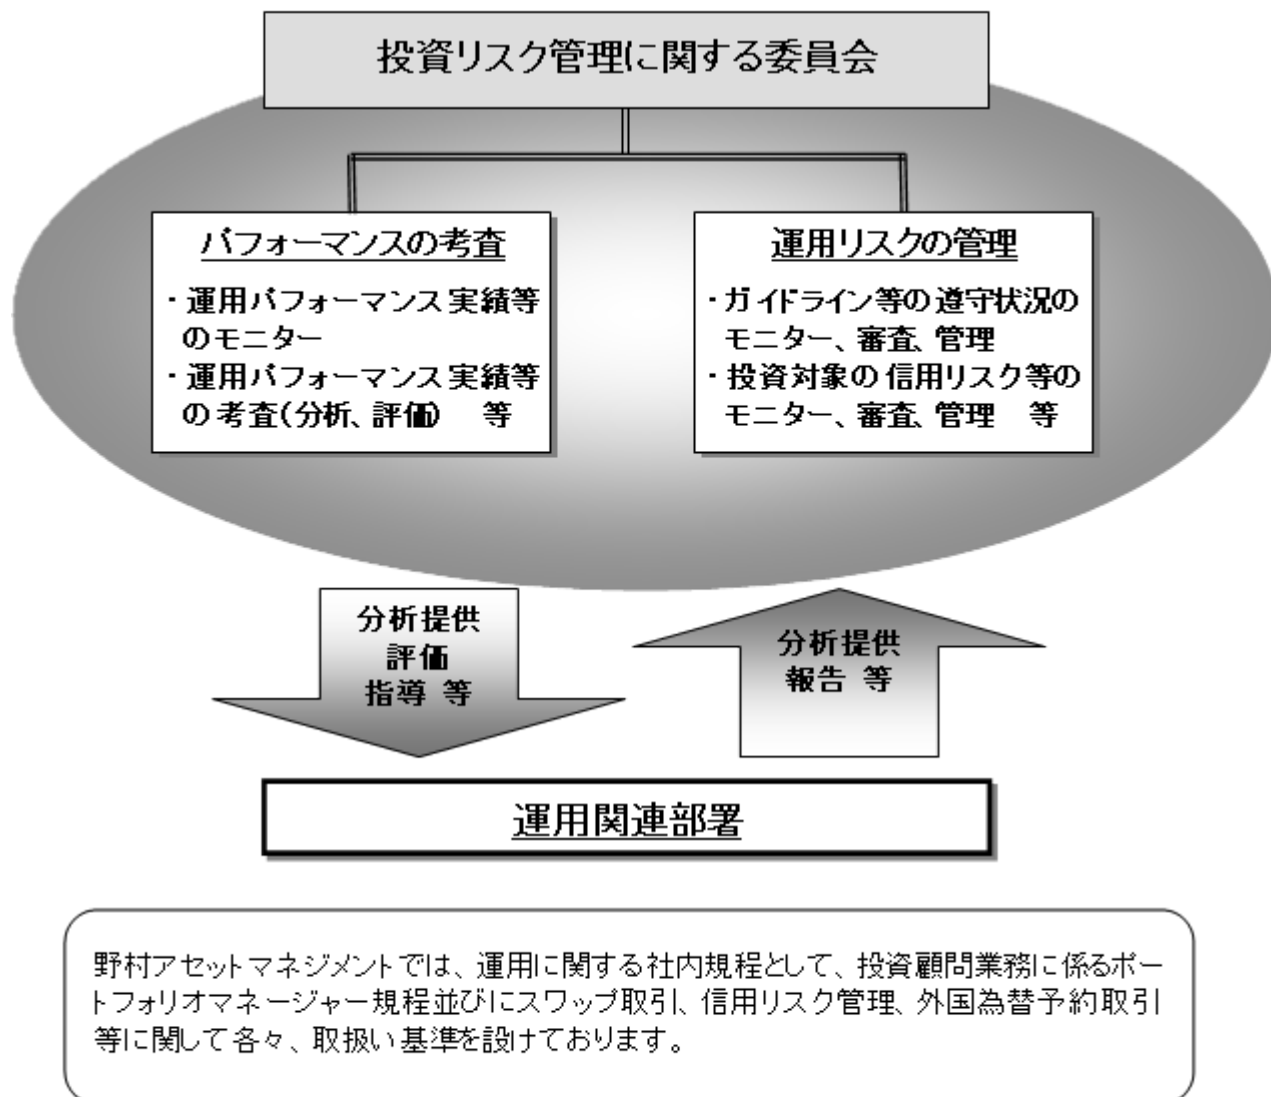 投資リスク管理に関する委員会
パフォーマンスの考査
・運用パフォーマンス実績等
のモニター
・運用パフォーマンス実績等
の考査(分析、評価) 等
運用リスクの管理
・ガイドライン等の遵守状況の
モニター、審査、管理
・投資対象の信用リスク等の
モニター、審査、管理 等
分析提供
評価
指導 等
分析提供
報告 等
運用関連部署
野村アセットマネジメントでは、運用に関する社内規程として、投資顧問業務に係るポー
トフォリオマネージャー規程並びにスワップ取引、信用リスク管理、外国為替予約取引
等に関して各々、取扱い基準を設けております。